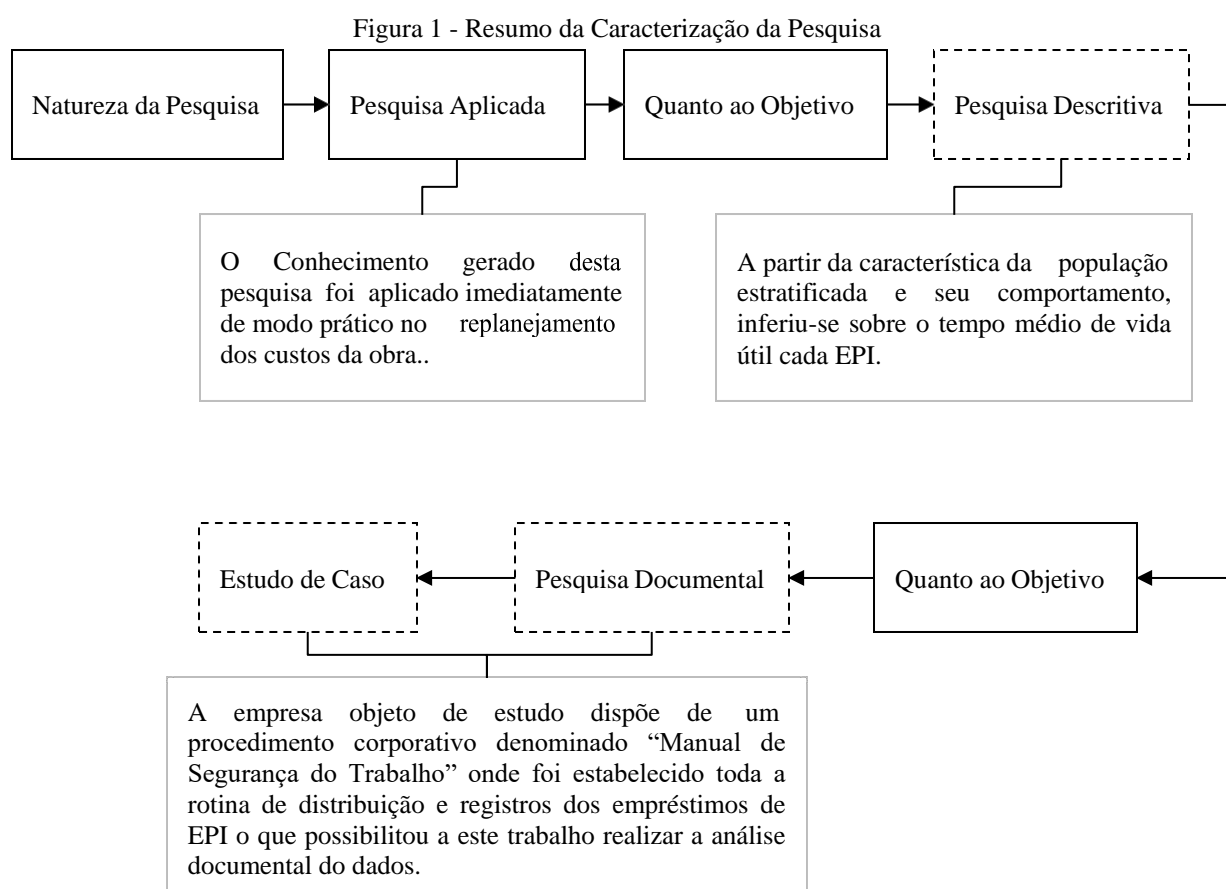 Figura 1 - Resumo da Caracterização da Pesquisa
Natureza da Pesquisa
Pesquisa Aplicada
Quanto ao Objetivo
Pesquisa Descritiva
O Conhecimento gerado desta
pesquisa foi aplicado imediatamente
de modo prático no replanejamento
dos custos da obra..
A partir da característica da população
estratificada e seu comportamento,
inferiu-se sobre o tempo médio de vida
útil cada EPI.
Estudo de Caso
Pesquisa Documental
Quanto ao Objetivo
A empresa objeto de estudo dispõe de um
procedimento corporativo denominado “Manual de
Segurança do Trabalho” onde foi estabelecido toda a
rotina de distribuição e registros dos empréstimos de
EPI o que possibilitou a este trabalho realizar a análise
documental do dados.